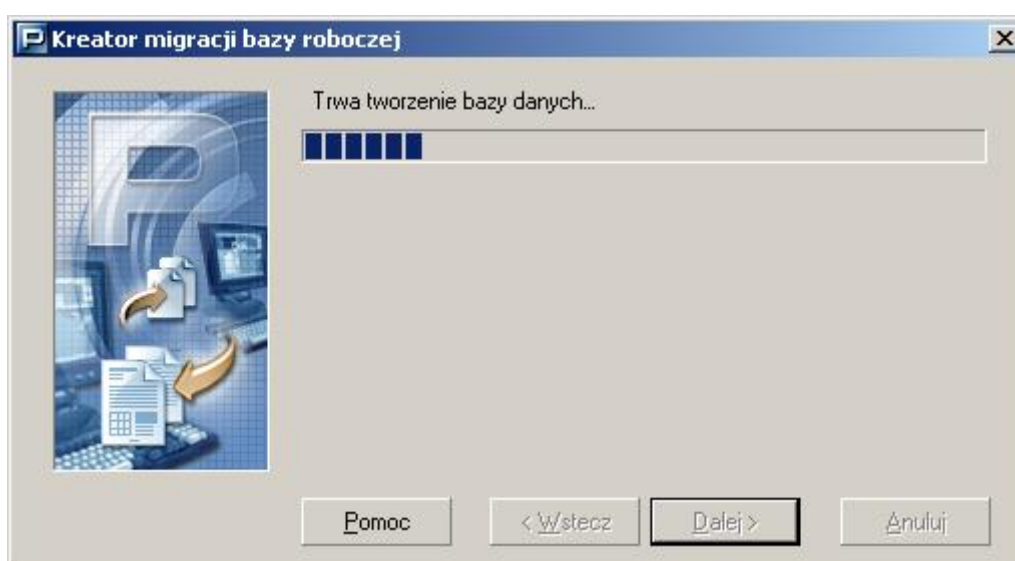 Kreator migracji bazy roboczej
Trwa tworzenie bazy danych...
Pomoc
< Wstecz
Dalej >
Anuluj